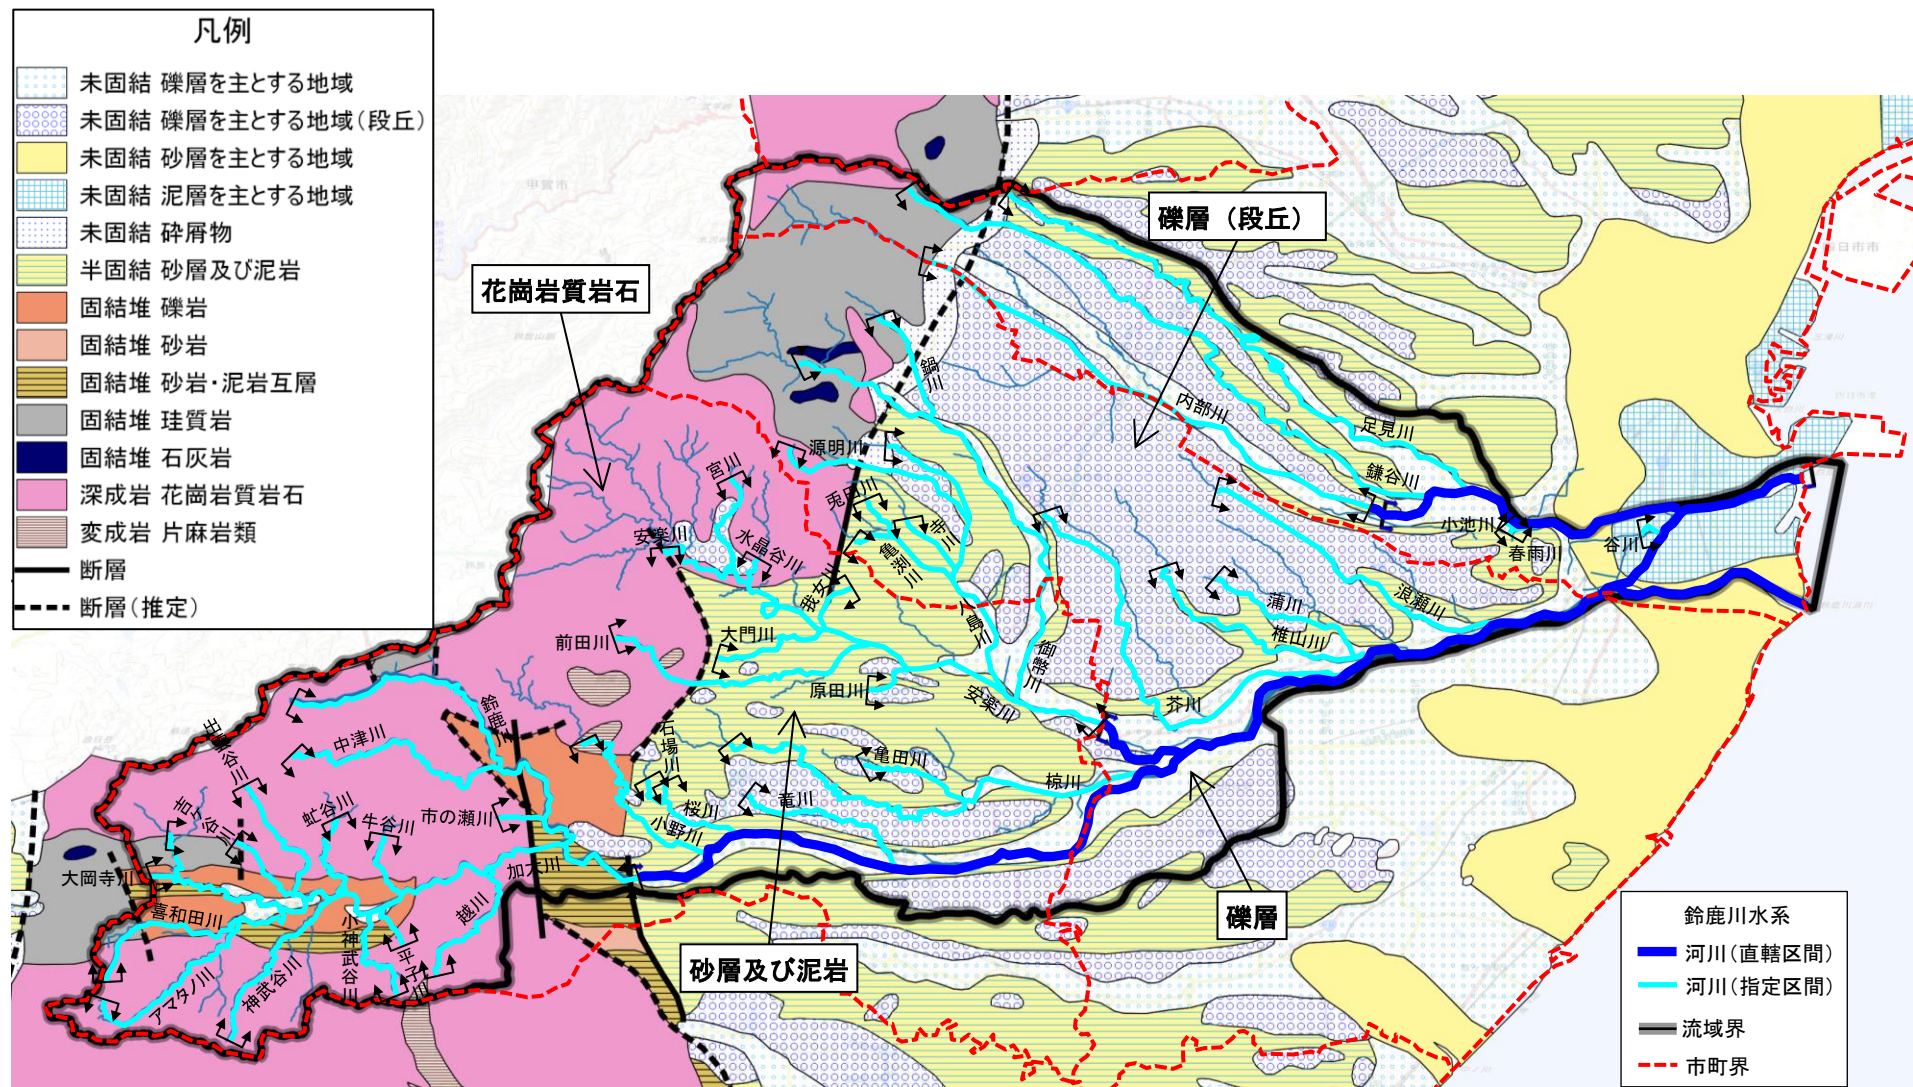 凡例
未固結 礫層を主とする地域
未固結 礫層を主とする地域(段丘)
未固結 砂層を主とする地域
未固結 泥層を主とする地域
未固結 砕屑物
半固結 砂層及び泥岩
固結堆 礫岩
固結堆 砂岩
固結堆 砂岩・泥岩互層
固結堆 珪質岩
固結堆 石灰岩
深成岩 花崗岩質岩石
変成岩 片麻岩類
断層
断層(推定)
甲賀市
礫層(段丘)
花崗岩質岩石
鍋川
内部川
足見川
源明川
鎌谷川
宮川
兎田川
寺川
小池川
安楽川
水晶谷川
亀渕川
春雨川
谷川
我女川
八島川
蒲川
浪瀬川
前田川
大門川
御幣川
椎山川
原田川
安楽川
芥川
鈴鹿川
中津川
石場川
亀田川
椋川
竜川
桜川
小野川
市の瀬川
虻谷川
牛谷川
加太川
大岡寺川
喜和田川
越川
小神武谷川
平子川
アマタノ川
神武谷川
礫層
砂層及び泥岩
鈴鹿川水系
河川(直轄区間)
河川(指定区間)
流域界
市町界